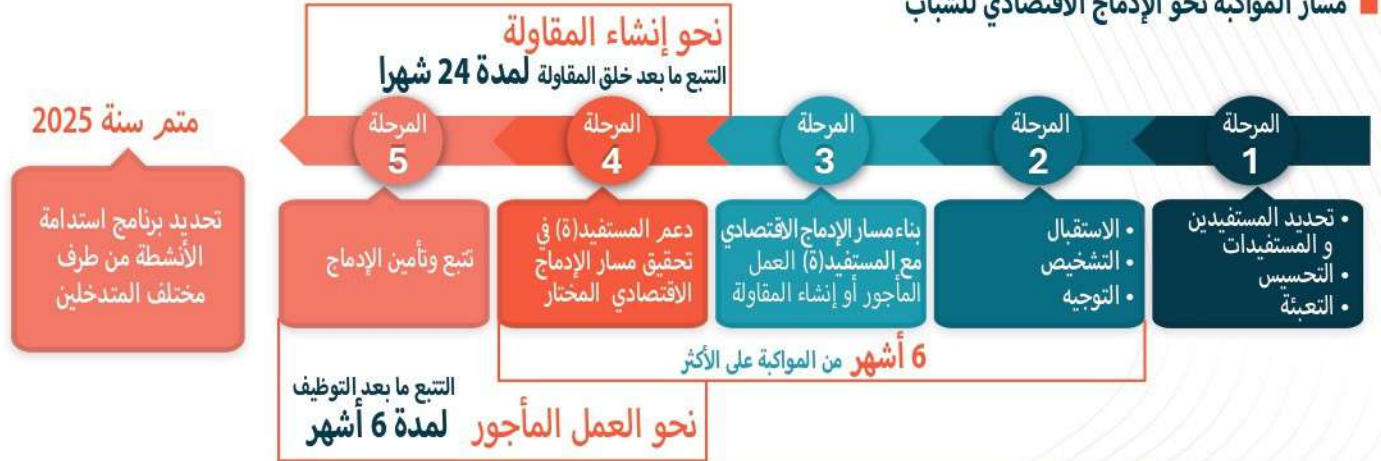 مسار المواكبة نحو الإدماج الاقتصادي للشباب
نحو إنشاء المقاولة
التتبع ما بعد خلق المقاولة لمدة 24 شهرا
المرحلة
1
• تحديد المستفيدين
و المستفيدات
• التحسيس
• التعبئة
المرحلة
2
• الاستقبال
• التشخيص
• التوجيه
المرحلة
3
بناء مسار الإدماج الاقتصادي
مع المستفيد(ة) العمل
المأجور أو إنشاء المقاولة
المرحلة
4
دعم المستفيد(ة) في
تحقيق مسار الإدماج
الاقتصادي المختار
المرحلة
5
تتبع وتأمين الإدماج
متم سنة 2025
تحديد برنامج استدامة
الأنشطة من طرف
مختلف المتدخلين
6 أشهر من المواكبة على الأكثر
التتبع ما بعد التوظيف
نحو العمل المأجور لمدة 6 أشهر